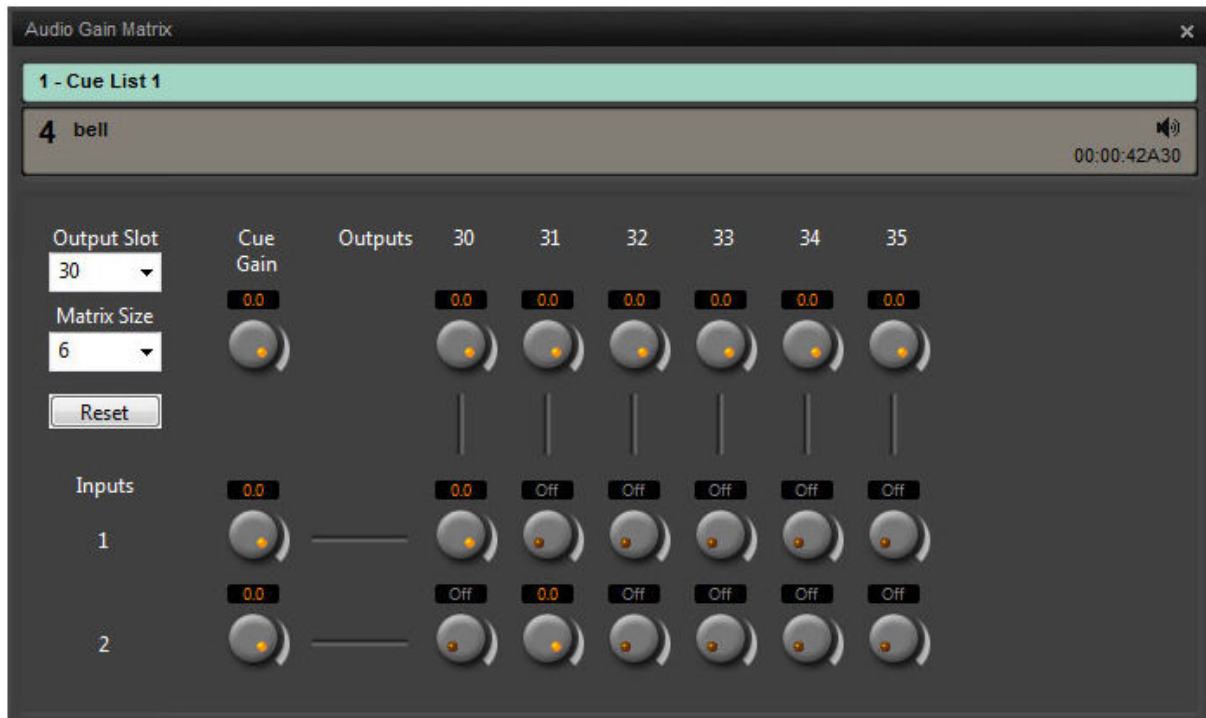 Audio Gain Matrix
1 - Cue List 1
4 bell
00:00:42A30
Output Slot
30
Matrix Size
6
Reset
Cue
Gain
Outputs 30 31 32 33 34 35
0.0 0.0 0.0 0.0 0.0 0.0 0.0
Inputs
0.0 0.0 Off Off Off Off Off
1
0.0 Off 0.0 Off Off Off Off
2